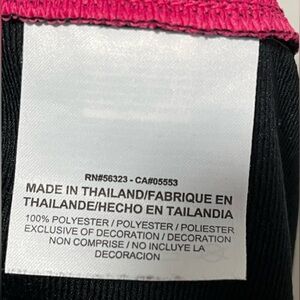 RN#56323 - CA#05553
MADE IN THAILAND/FABRIQUE EN
THAILANDE/HECHO EN TAILANDIA
100% POLYESTER / POLYESTER / POLIESTER
EXCLUSIVE OF DECORATION / DECORATION
NON COMPRISE / NO INCLUYE LA
DECORACION